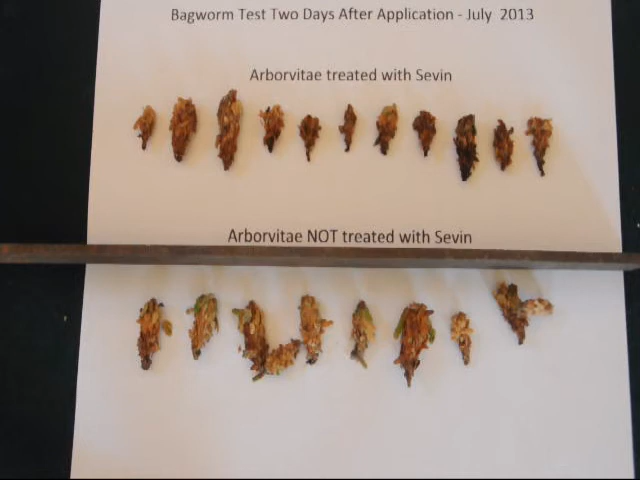 Bagworm Test Two Days After Application - July 2013
Arborvitae treated with Sevin
Arborvitae NOT treated with Sevin